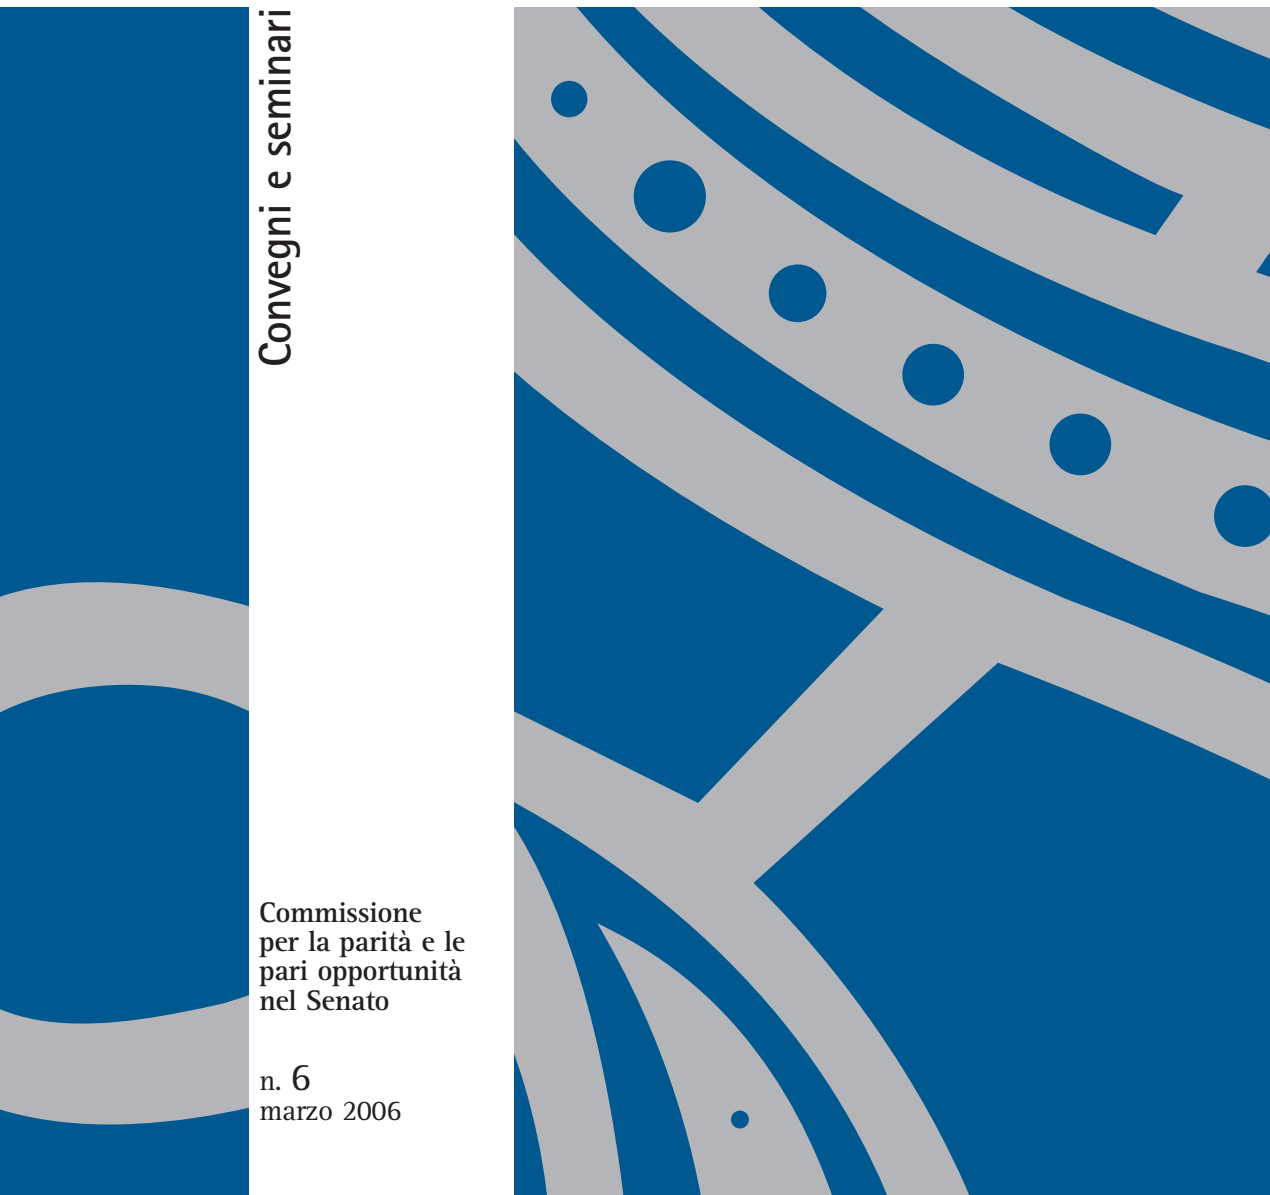 Convegni e seminari
Commissione
per la parità e le
pari opportunità
nel Senato
n. 6
marzo 2006